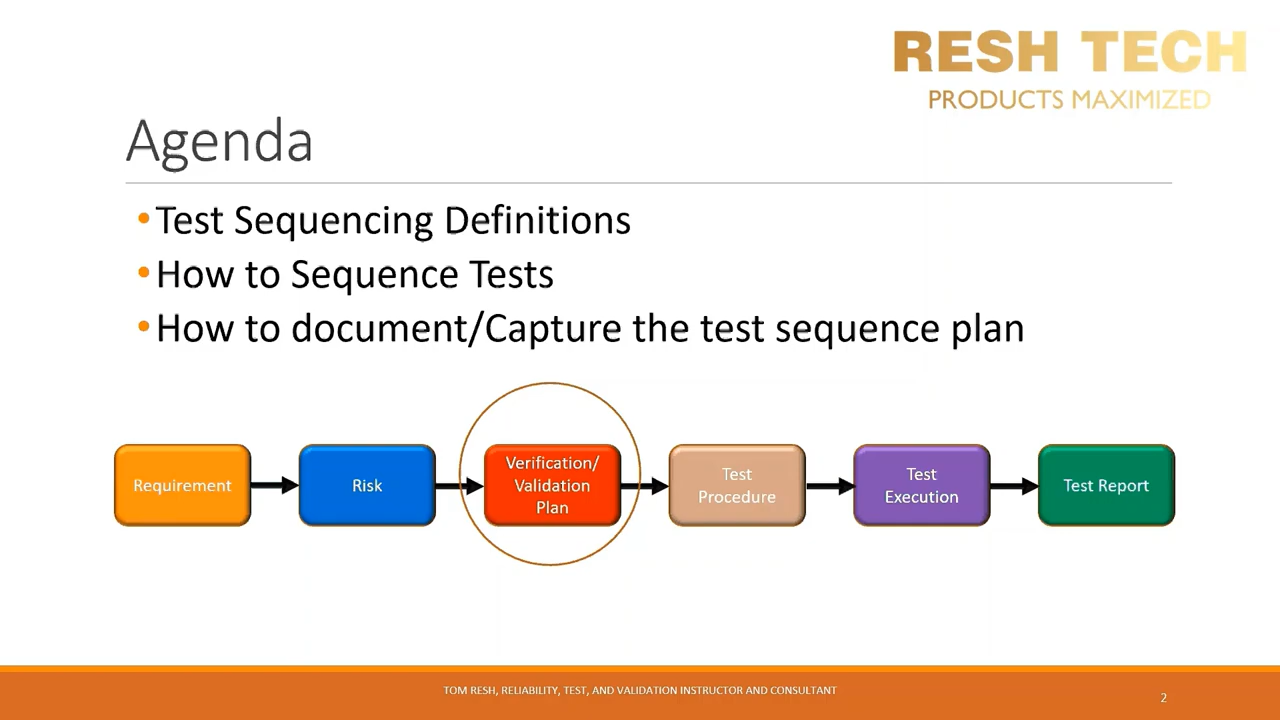 RESH TECH
PRODUCTS MAXIMIZED
Agenda
•Test Sequencing Definitions
•How to Sequence Tests
•How to document/Capture the test sequence plan
Requirement
Risk
Verification/
Validation
Plan
Test
Procedure
Test
Execution
Test Report
TOM RESH, RELIABILITY, TEST, AND VALIDATION INSTRUCTOR AND CONSULTANT
2